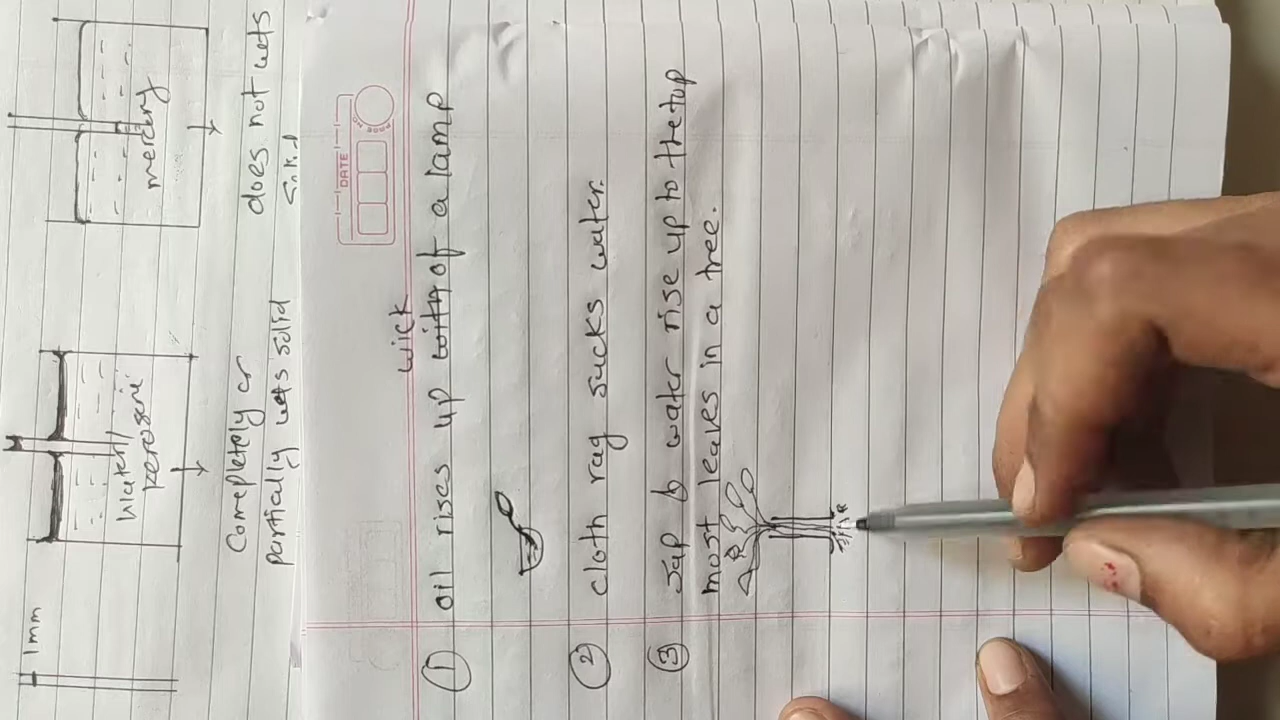 1mm
water/
kerosene
mercury
Completely or
partially wets solid
does not wets
DATE
PAGE NO.
wick
① oil rises up with of a lamp
② cloth rag sucks water.
③ sap & water rise up to the top
most leaves in a tree.